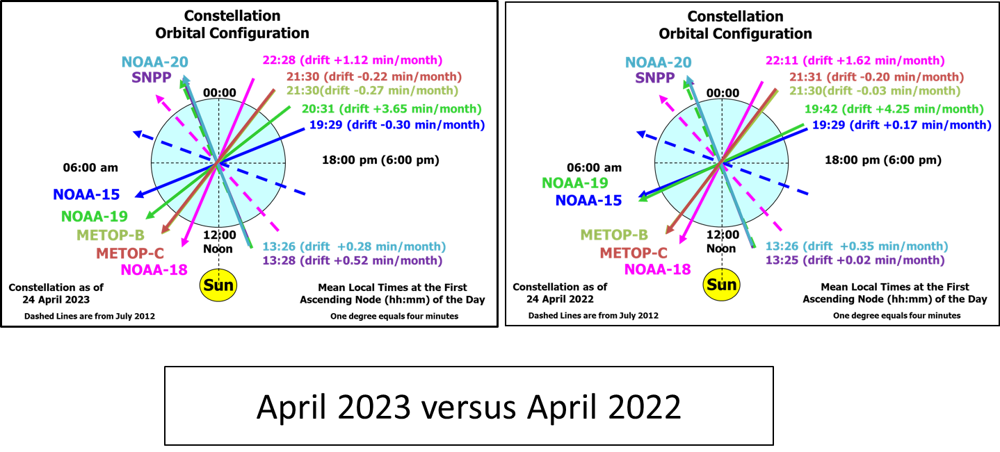 Constellation
Orbital Configuration
NOAA-20
SNPP
00:00
22:28 (drift +1.12 min/month)
21:30 (drift -0.22 min/month)
21:30(drift -0.27 min/month)
20:31 (drift +3.65 min/month)
19:29 (drift -0.30 min/month)
06:00 am
18:00 pm (6:00 pm)
NOAA-15
NOAA-19
METOP-B
METOP-C
NOAA-18
12:00
Noon
13:26 (drift  +0.28 min/month)
13:28 (drift +0.52 min/month)
Sun
Constellation as of
24 April 2023
Dashed Lines are from July 2012
Mean Local Times at the First
Ascending Node (hh:mm) of the Day
One degree equals four minutes
Constellation
Orbital Configuration
NOAA-20
SNPP
00:00
22:11 (drift +1.62 min/month)
21:31 (drift -0.20 min/month)
21:30(drift -0.03 min/month)
19:42 (drift +4.25 min/month)
19:29 (drift +0.17 min/month)
06:00 am
18:00 pm (6:00 pm)
NOAA-19
NOAA-15
METOP-B
METOP-C
NOAA-18
12:00
Noon
13:26 (drift  +0.35 min/month)
13:25 (drift +0.02 min/month)
Sun
Constellation as of
24 April 2022
Dashed Lines are from July 2012
Mean Local Times at the First
Ascending Node (hh:mm) of the Day
One degree equals four minutes
April 2023 versus April 2022